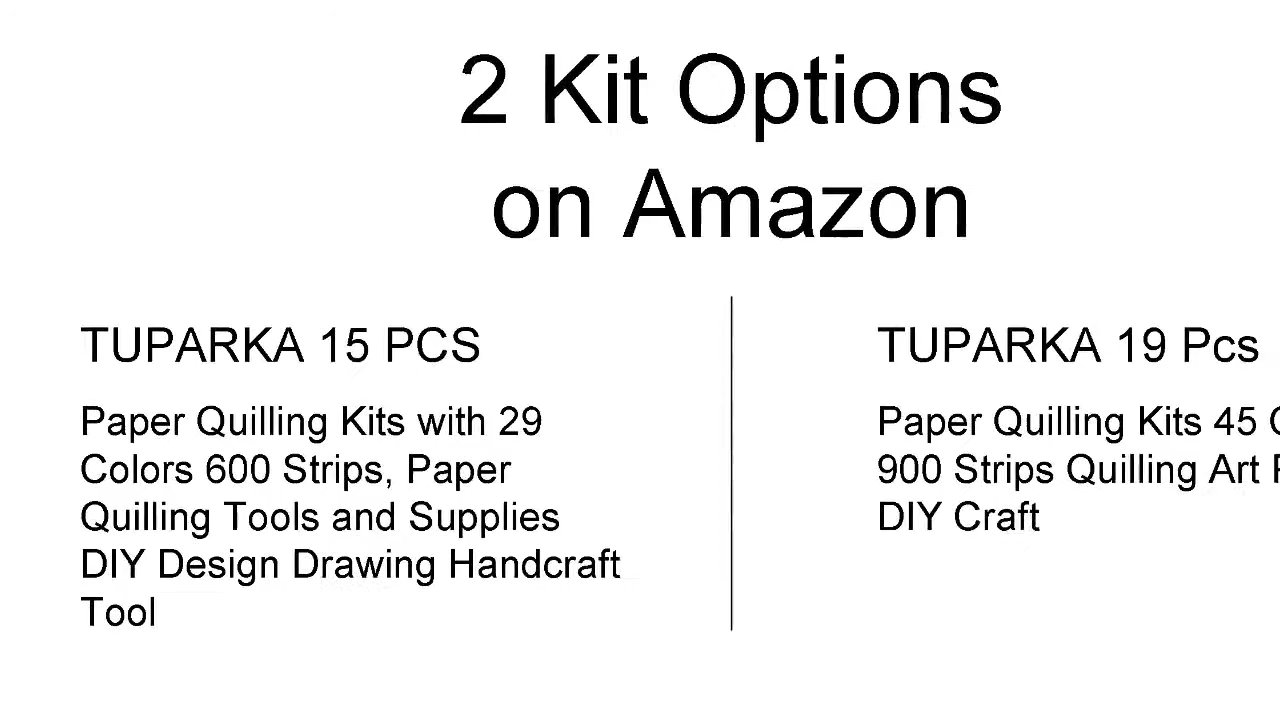 2 Kit Options
on Amazon
TUPARKA 15 PCS
Paper Quilling Kits with 29
Colors 600 Strips, Paper
Quilling Tools and Supplies
DIY Design Drawing Handcraft
Tool
TUPARKA 19 Pcs
Paper Quilling Kits 45
900 Strips Quilling Art
DIY Craft